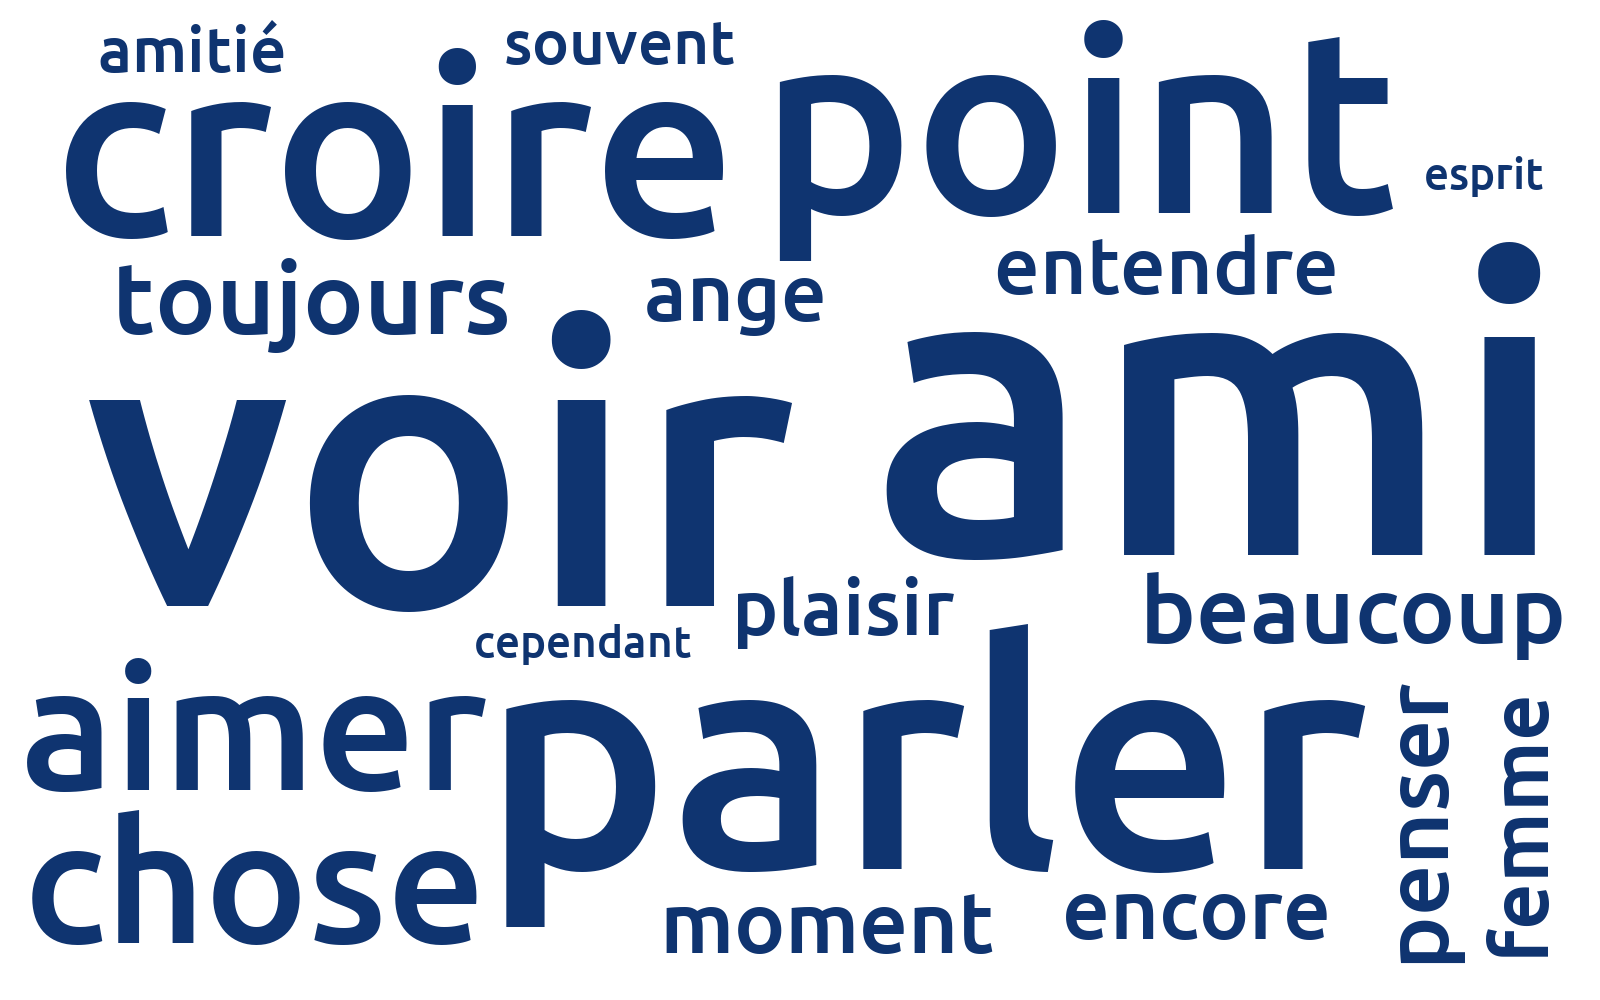 amitié
souvent
croire
point
esprit
toujours
ange
entendre
voir
ami
plaisir
beaucoup
cependant
aimer
parler
penser
femme
chose
moment
encore